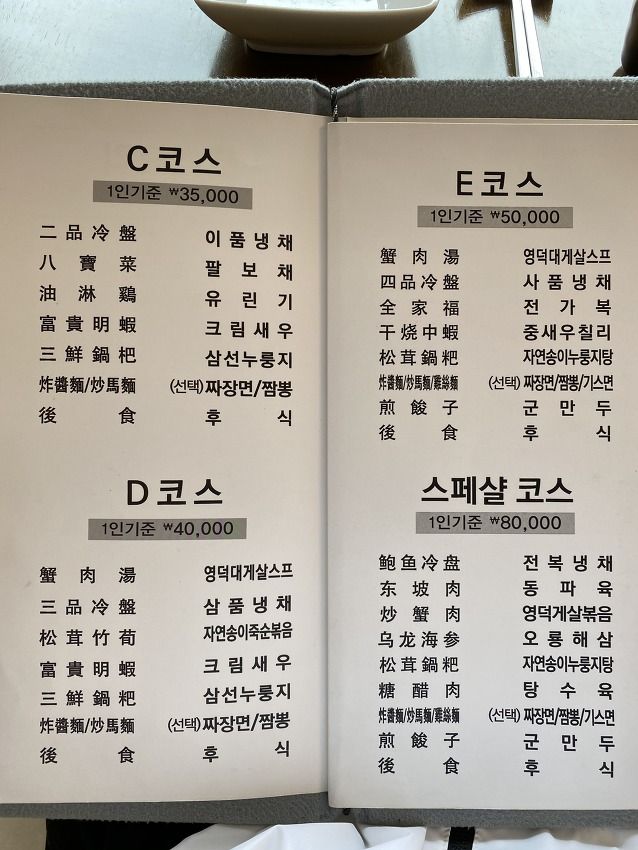 C 코스
1인기준 ₩35,000
二品冷盤 이품냉채
八寶菜 팔보채
油淋鷄 유린기
富貴明蝦 크림새우
三鮮鍋粑 삼선누룽지
炸醬麵/炒馬麵 (선택)짜장면/짬뽕
後食 후식
D 코스
1인기준 ₩40,000
蟹肉湯 영덕대게살스프
三品冷盤 삼품냉채
松茸竹荀 자연송이죽순볶음
富貴明蝦 크림새우
三鮮鍋粑 삼선누룽지
炸醬麵/炒馬麵 (선택)짜장면/짬뽕
後食 후식
E 코스
1인기준 ₩50,000
蟹肉湯 영덕대게살스프
四品冷盤 사품냉채
全家福 전가복
干烧中蝦 중새우칠리
松茸鍋粑 자연송이누룽지탕
炸醬麵/炒馬麵/雞絲麵 (선택)짜장면/짬뽕/기스면
煎餕子 군만두
後食 후식
스페샬 코스
1인기준 ₩80,000
鲍鱼冷盘 전복냉채
东坡肉 동파육
炒蟹肉 영덕게살볶음
乌龙海参 오룡해삼
松茸鍋粑 자연송이누룽지탕
糖醋肉 탕수육
炸醬麵/炒馬麵/雞絲麵 (선택)짜장면/짬뽕/기스면
煎餕子 군만두
後食 후식